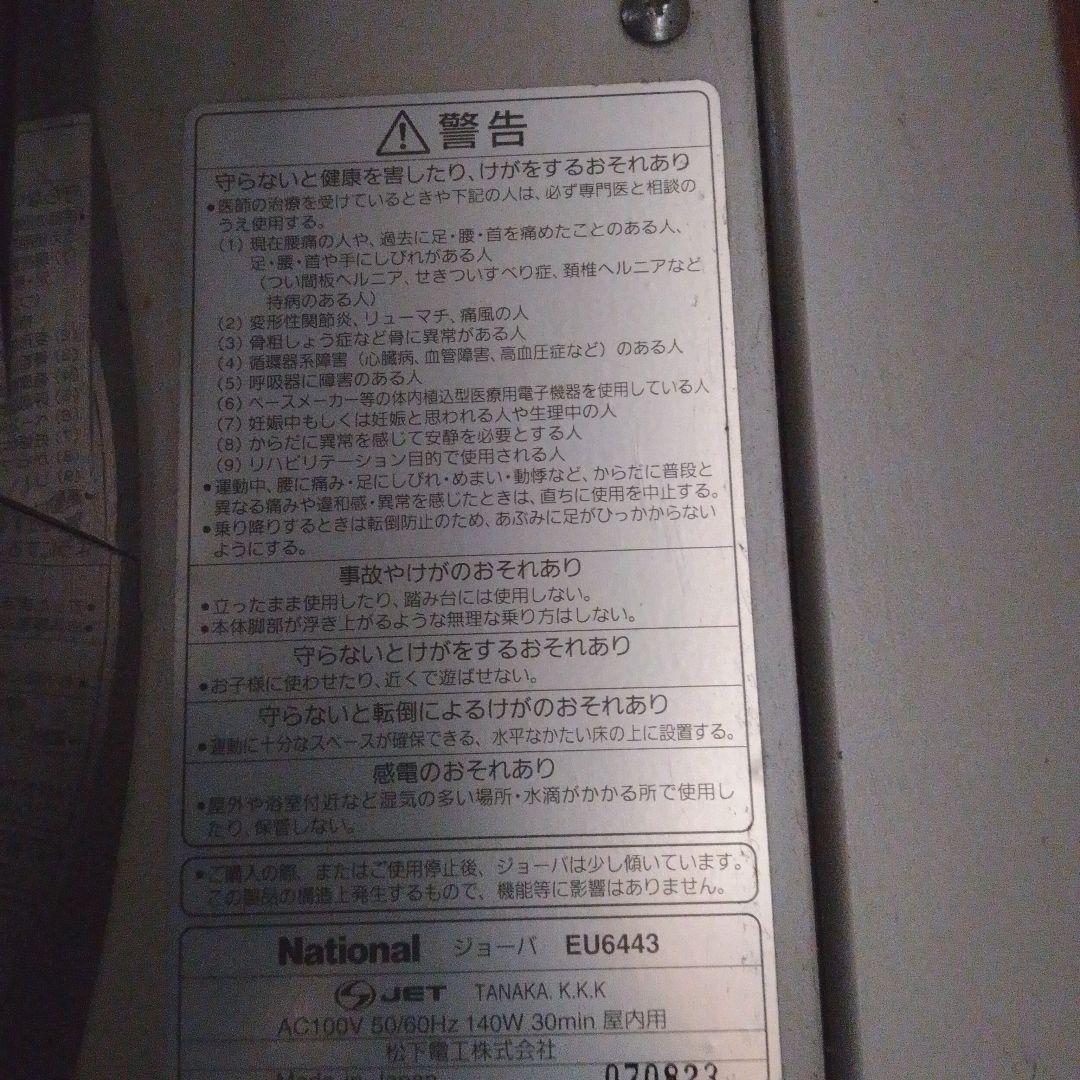 警告
守らないと健康を害したり、けがをするおそれあり
•医師の治療を受けているときや下記の人は、必ず専門医と相談の
うえ使用する。
(1) 現在腰痛の人や、過去に足・腰・首を痛めたことのある人、
足・腰・首や手にしびれがある人
(つい間板ヘルニア、せきついすべり症、頚椎ヘルニアなど
持病のある人)
(2) 変形性関節炎、リューマチ、痛風の人
(3) 骨粗しょう症など骨に異常がある人
(4) 循環器系障害(心臓病、血管障害、高血圧症など)のある人
(5) 呼吸器に障害のある人
(6) ペースメーカー等の体内植込型医療用電子機器を使用している人
(7) 妊娠中もしくは妊娠と思われる人や生理中の人
(8) からだに異常を感じて安静を必要とする人
(9) リハビリテーション目的で使用される人
•運動中、腰に痛み・足にしびれ・めまい・動悸など、からだに普段と
異なる痛みや違和感・異常を感じたときは、直ちに使用を中止する。
•乗り降りするときは転倒防止のため、あぶみに足がひっかからない
ようにする。
事故やけがのおそれあり
•立ったまま使用したり、踏み台には使用しない。
•本体脚部が浮き上がるような無理な乗り方はしない。
守らないとけがをするおそれあり
•お子様に使わせたり、近くで遊ばせない。
守らないと転倒によるけがのおそれあり
•運動に十分なスペースが確保できる、水平なかたい床の上に設置する。
感電のおそれあり
•屋外や浴室付近など湿気の多い場所・水滴がかかる所で使用し
たり、保管しない。
•ご購入の際、またはご使用停止後、ジョーバは少し傾いています。
この製品の構造上発生するもので、機能等に影響はありません。
National ジョーバ EU6443
JET TANAKA. K.K.K
AC100V 50/60Hz 140W 30min 屋内用
松下電工株式会社
Made in Japan 070823